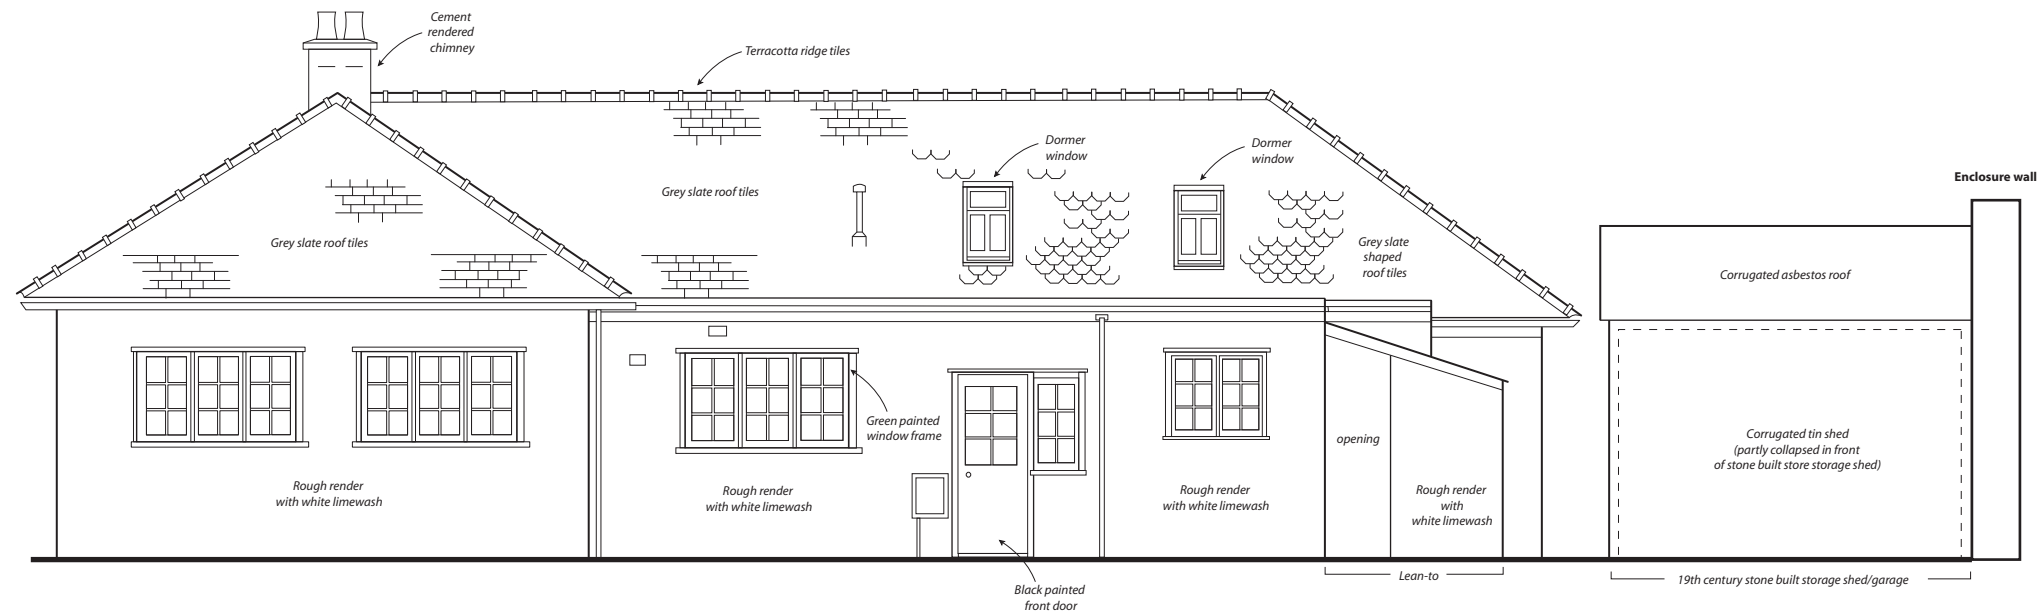 Cement
rendered
chimney
Terracotta ridge tiles
Dormer
window
Dormer
window
Enclosure wall
Grey slate roof tiles
Grey slate roof tiles
Grey slate
shaped
roof tiles
Corrugated asbestos roof
Green painted
window frame
opening
Corrugated tin shed
(partly collapsed in front
of stone built store storage shed)
Rough render
with white limewash
Rough render
with white limewash
Rough render
with white limewash
Rough render
with
white limewash
Lean-to
19th century stone built storage shed/garage
Black painted
front door